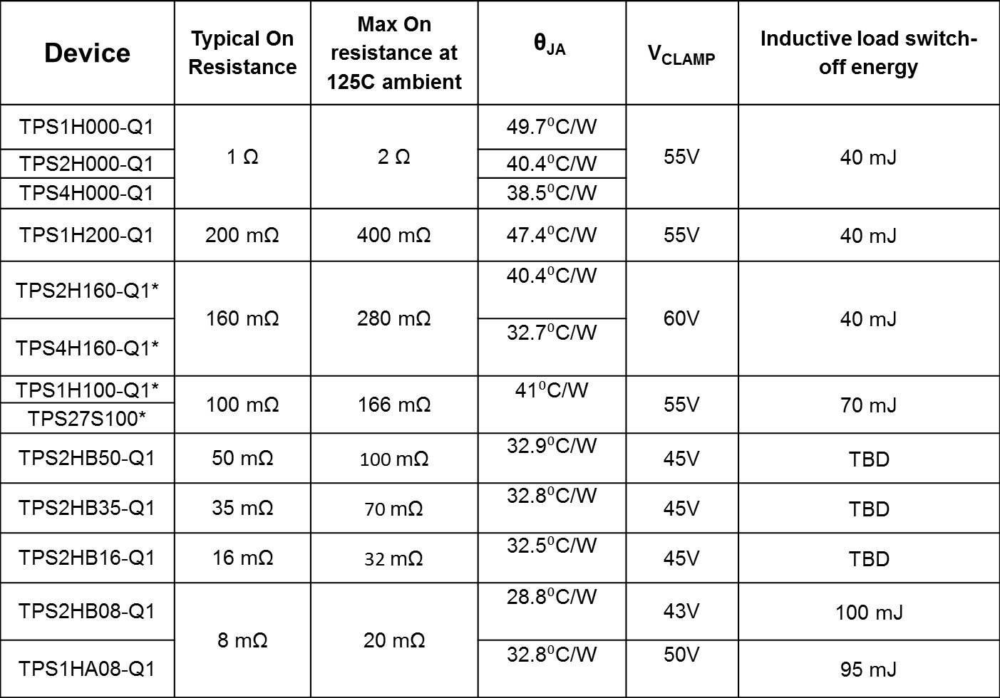 Device
Typical On
Resistance
Max On
resistance at
125C ambient
θJA
VCLAMP
Inductive load switch-
off energy
TPS1H000-Q1
1 Ω
2 Ω
49.7⁰C/W
55V
40 mJ
TPS2H000-Q1
40.4⁰C/W
TPS4H000-Q1
38.5⁰C/W
TPS1H200-Q1
200 mΩ
400 mΩ
47.4⁰C/W
55V
40 mJ
TPS2H160-Q1*
160 mΩ
280 mΩ
40.4⁰C/W
60V
40 mJ
TPS4H160-Q1*
32.7⁰C/W
TPS1H100-Q1*
100 mΩ
166 mΩ
41⁰C/W
55V
70 mJ
TPS27S100*
TPS2HB50-Q1
50 mΩ
100 mΩ
32.9⁰C/W
45V
TBD
TPS2HB35-Q1
35 mΩ
70 mΩ
32.8⁰C/W
45V
TBD
TPS2HB16-Q1
16 mΩ
32 mΩ
32.5⁰C/W
45V
TBD
TPS2HB08-Q1
8 mΩ
20 mΩ
28.8⁰C/W
43V
100 mJ
TPS1HA08-Q1
32.8⁰C/W
50V
95 mJ